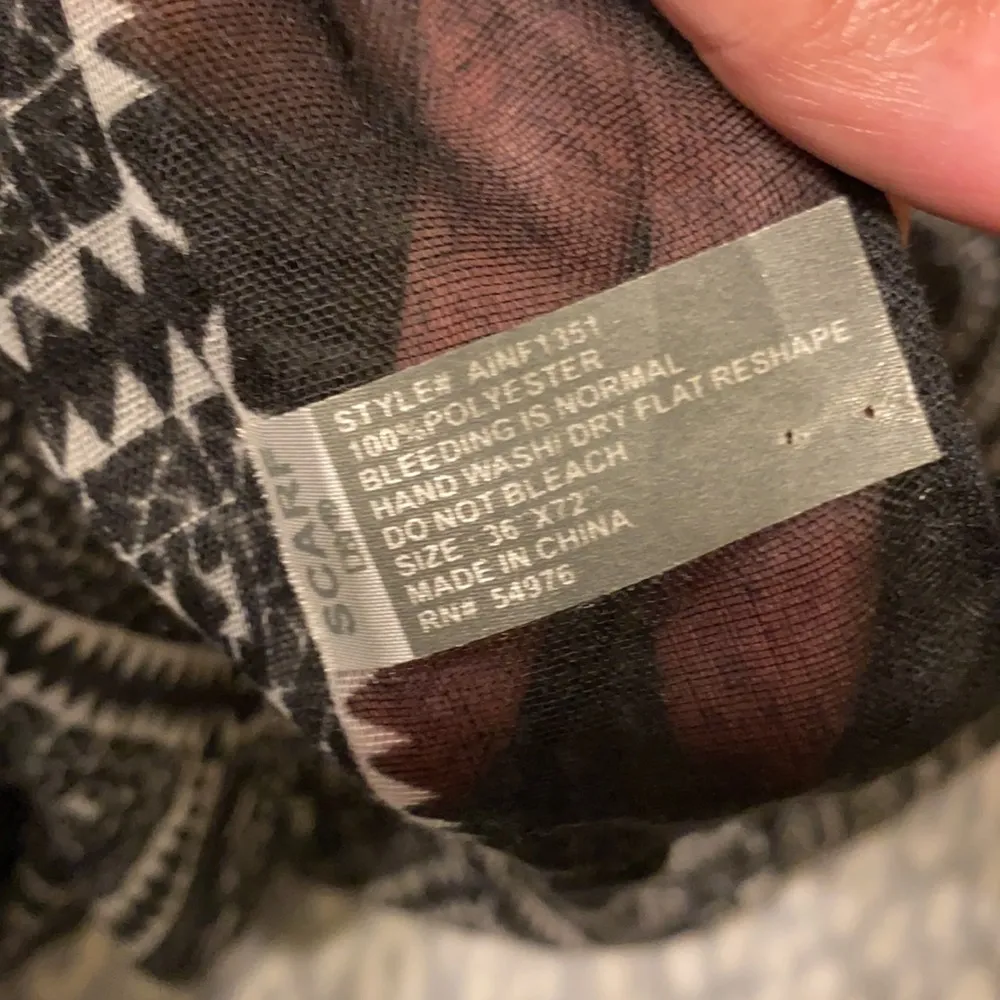 STYLE# AINF1351
100%POLYESTER
BLEEDING IS NORMAL
HAND WASH/ DRY FLAT RESHAPE
DO NOT BLEACH
SIZE 36"X72"
MADE IN CHINA
RN# 54976
SCARF